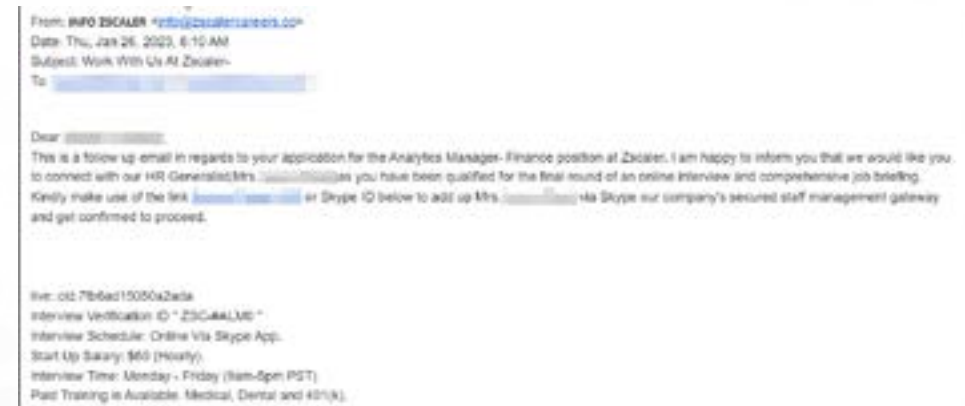 From: INFO ZSCALER <info@zscalercareers.co>
Date: Thu, Jan 26, 2023, 6:10 AM
Subject: Work With Us At Zscaler-
To:
Dear
This is a follow up email in regards to your application for the Analytics Manager- Finance position at Zscaler. I am happy to inform you that we would like you
to connect with our HR Generalist,Mrs. as you have been qualified for the final round of an online interview and comprehensive job briefing.
Kindly make use of the link or Skype ID below to add up Mrs. via Skype our company's secured staff management gateway
and get confirmed to proceed.
live:
Interview Verification ID "
Interview Schedule: Online Via Skype App.
Start Up Salary: $60 (Hourly).
Interview Time: Monday - Friday (9am-5pm PST)
Paid Training is Available. Medical, Dental and 401(k).